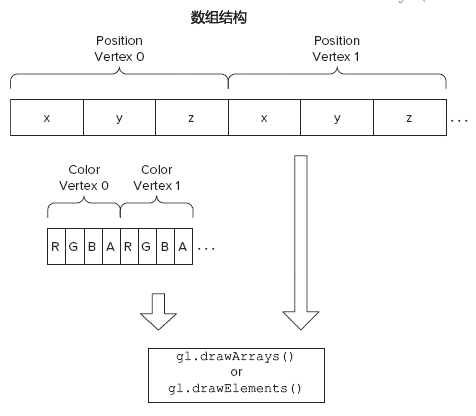 数组结构
Position
Vertex 0
Position
Vertex 1
x y z x y z ...
Color
Vertex 0
Color
Vertex 1
R G B A R G B A ...
gl.drawArrays()
or
gl.drawElements()